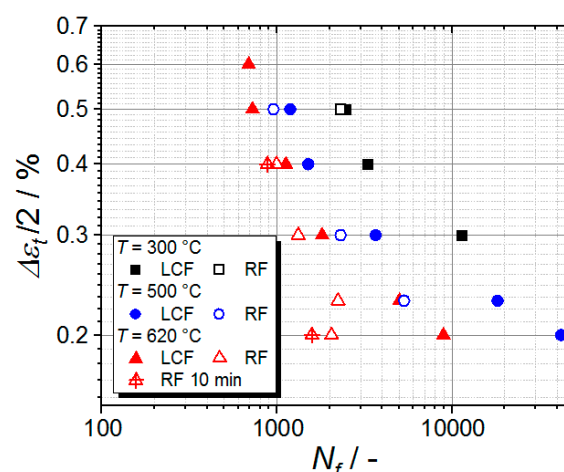 0.7
0.6
0.5
0.4
0.3
0.2
Δεt/2 / %
T = 300 °C
LCF RF
T = 500 °C
LCF RF
T = 620 °C
LCF RF
RF 10 min
100 1000 10000
Nf / -